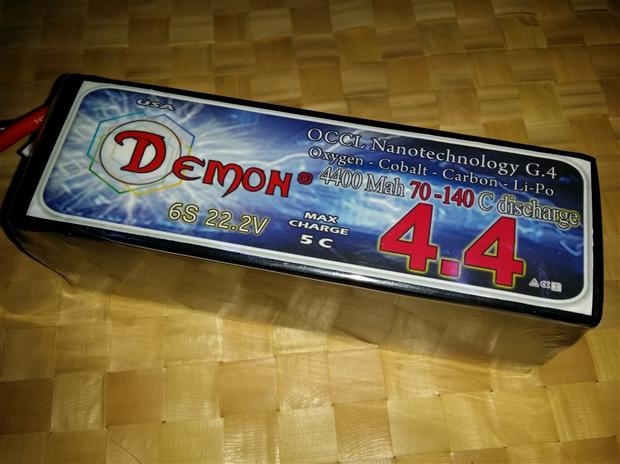 USA
DEMON®
6S 22.2V
MAX
CHARGE
5 C
OCCL Nanotechnology G.4
Oxygen - Cobalt - Carbon - Li-Po
4400 Mah 70-140 C discharge
4.4